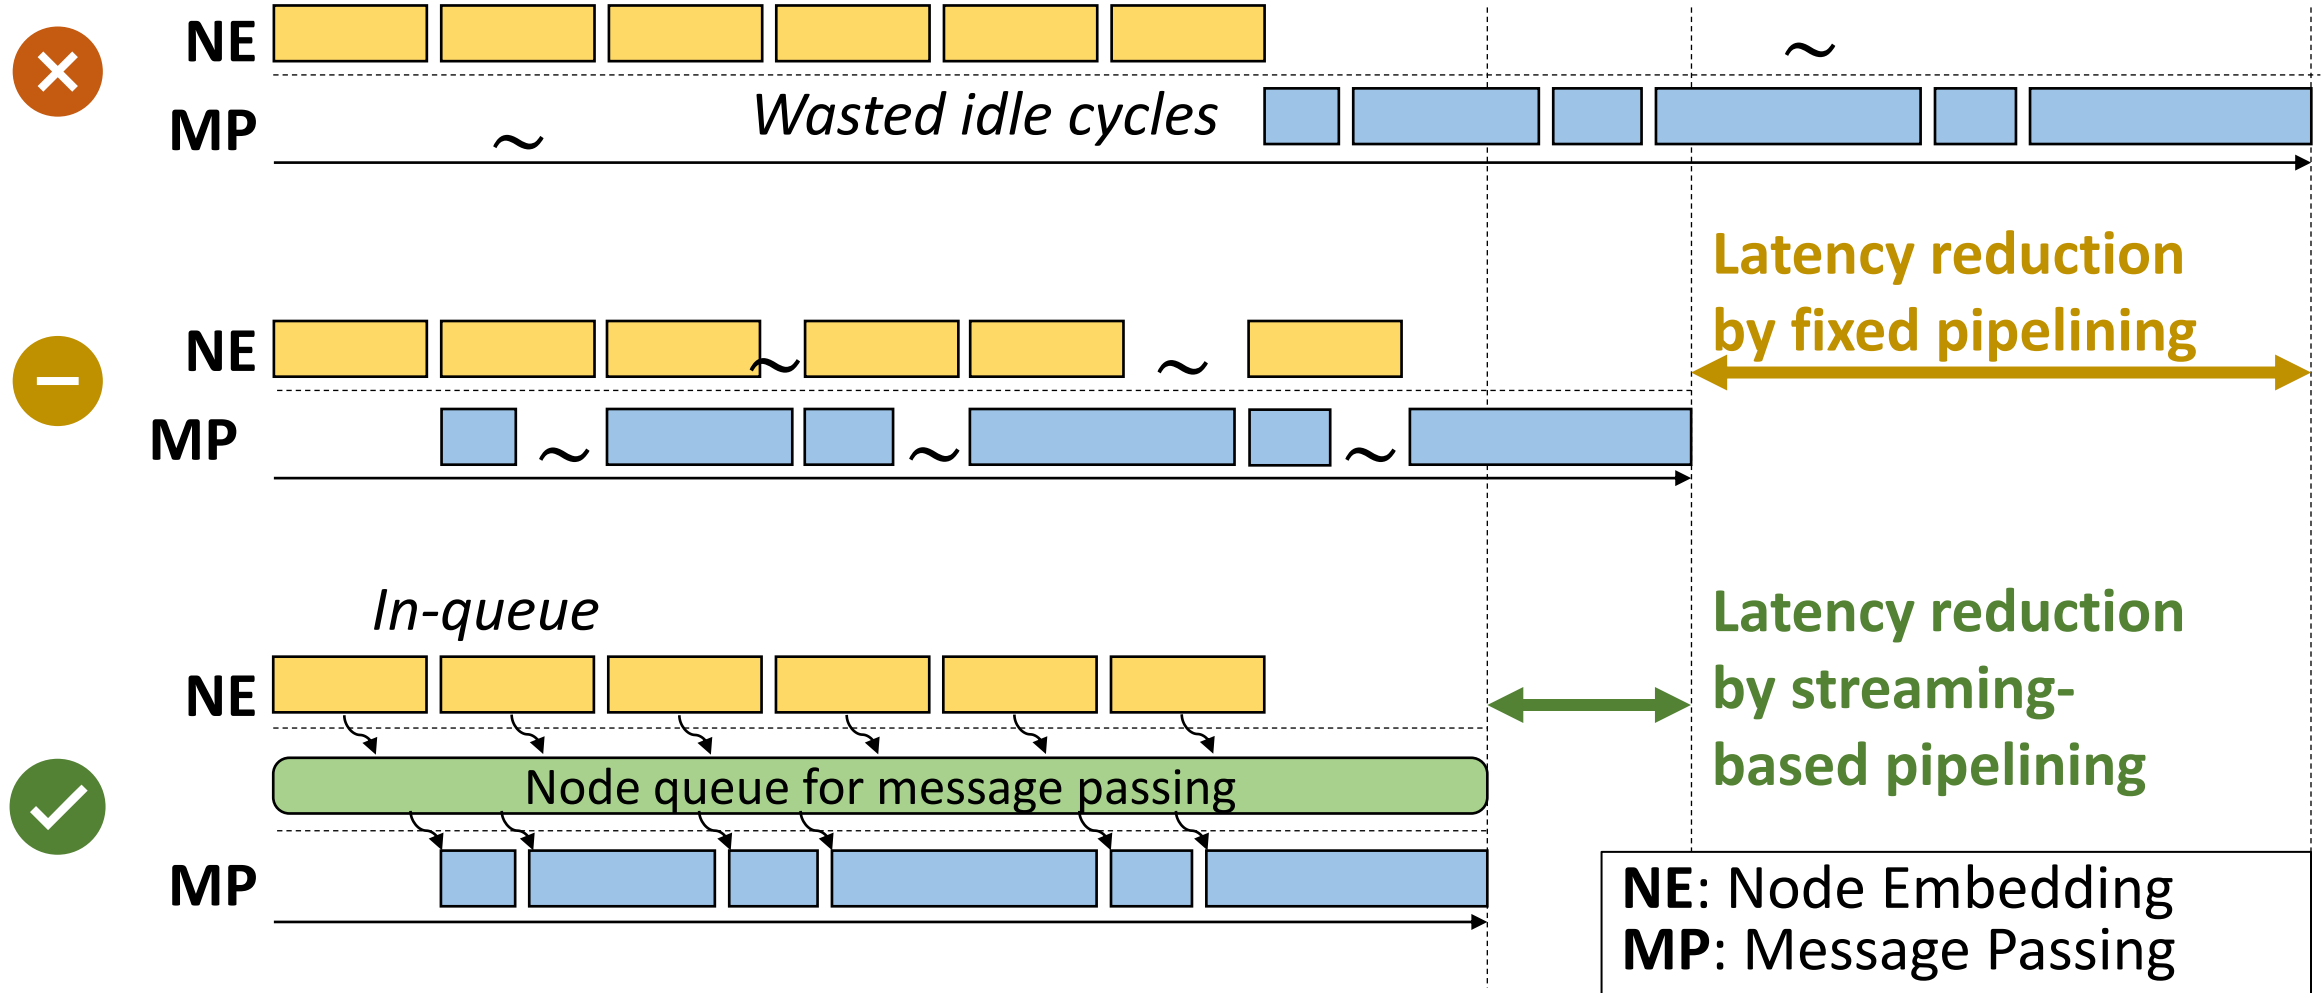 NE
~
MP
~
Wasted idle cycles
Latency reduction
by fixed pipelining
NE
~
~
MP
~
~
~
In-queue
NE
Latency reduction
by streaming-
based pipelining
Node queue for message passing
MP
NE: Node Embedding
MP: Message Passing